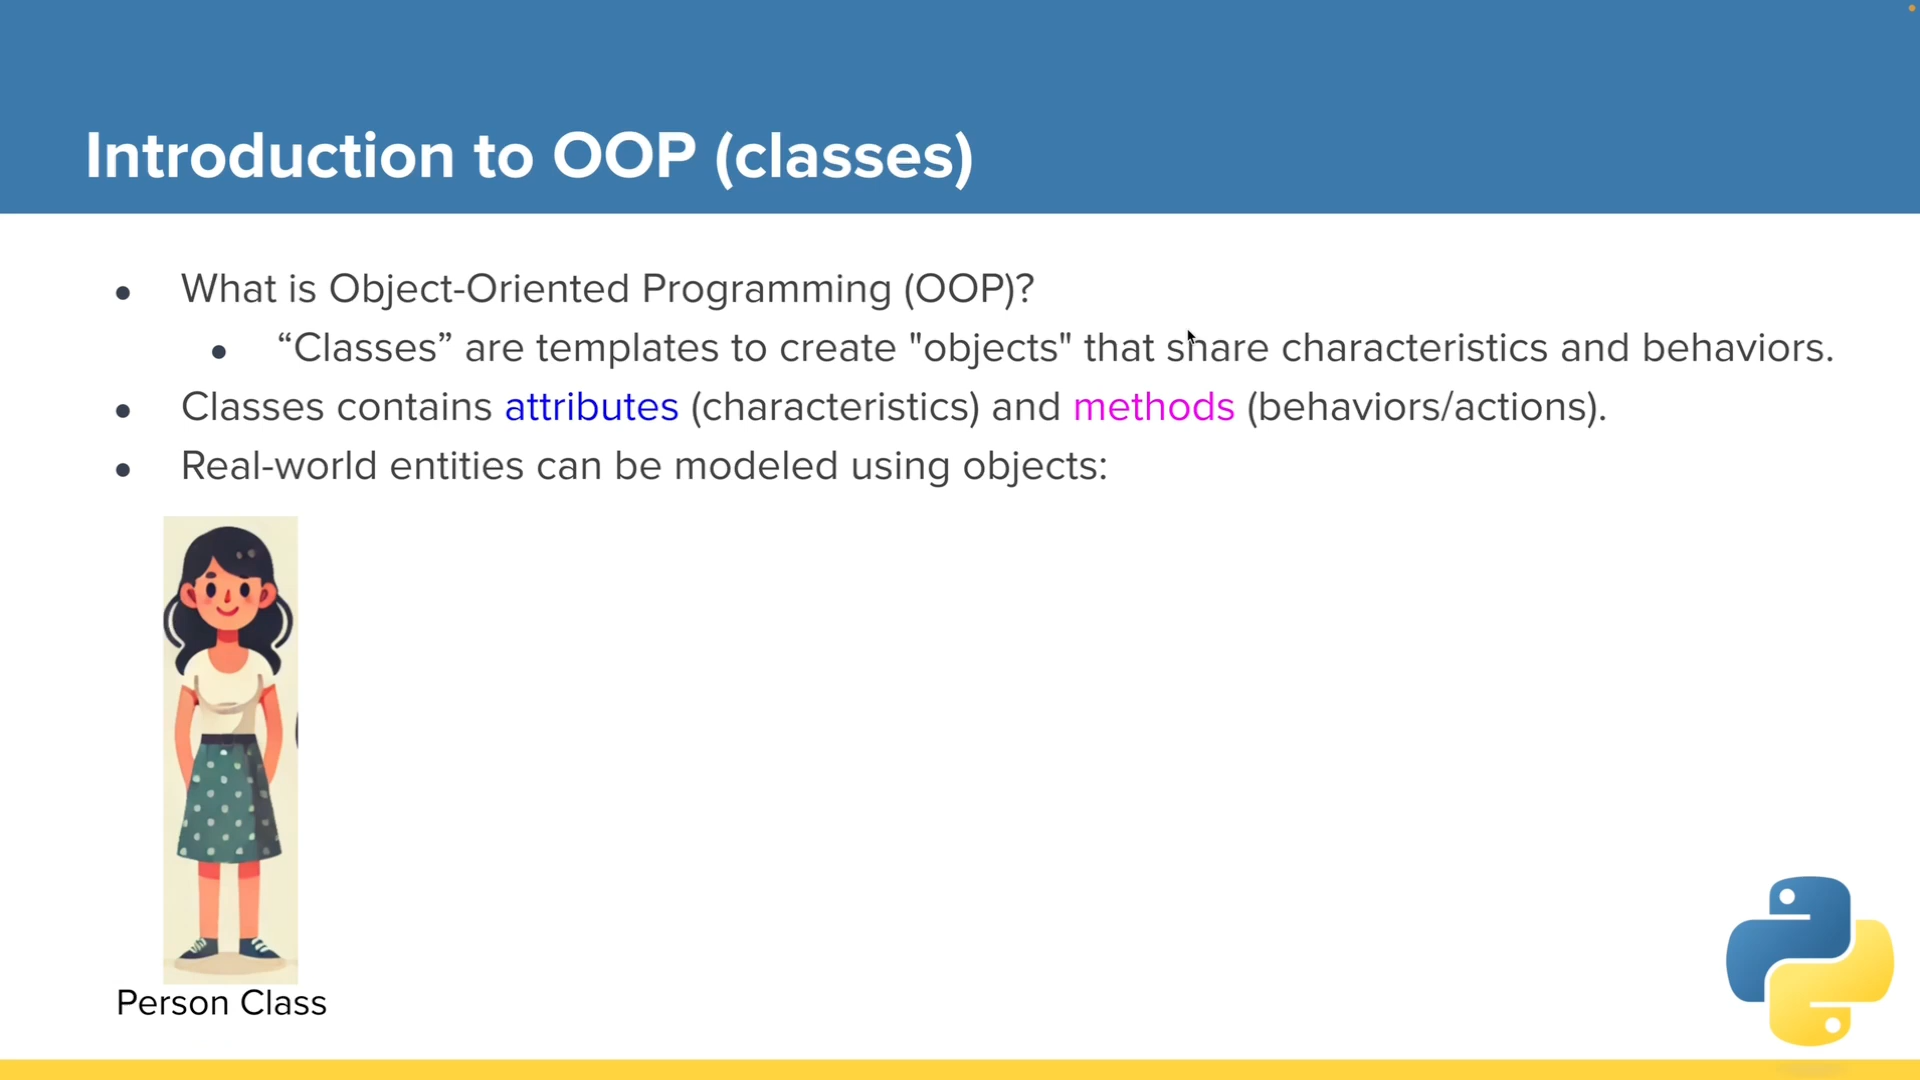 Introduction to OOP (classes)
What is Object-Oriented Programming (OOP)?
“Classes” are templates to create "objects" that share characteristics and behaviors.
Classes contains attributes (characteristics) and methods (behaviors/actions).
Real-world entities can be modeled using objects:
Person Class